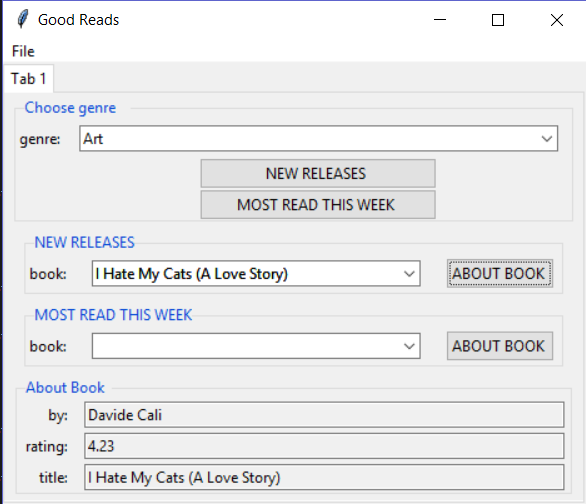 Good Reads
File
Tab 1
Choose genre
genre: Art
NEW RELEASES
MOST READ THIS WEEK
NEW RELEASES
book: I Hate My Cats (A Love Story) ABOUT BOOK
MOST READ THIS WEEK
book: ABOUT BOOK
About Book
by: Davide Cali
rating: 4.23
title: I Hate My Cats (A Love Story)